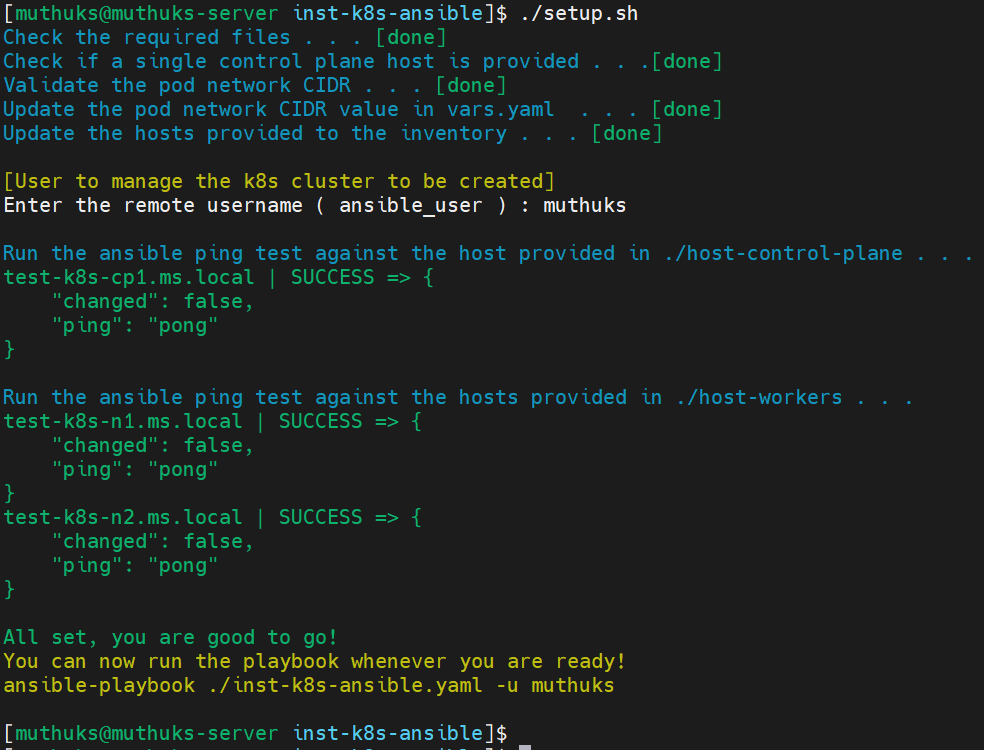 [muthuks@muthuks-server inst-k8s-ansible]$ ./setup.sh
Check the required files . . . [done]
Check if a single control plane host is provided . . .[done]
Validate the pod network CIDR . . . [done]
Update the pod network CIDR value in vars.yaml  . . . [done]
Update the hosts provided to the inventory . . . [done]

[User to manage the k8s cluster to be created]
Enter the remote username ( ansible_user ) : muthuks

Run the ansible ping test against the host provided in ./host-control-plane . . .
test-k8s-cp1.ms.local | SUCCESS => {
    "changed": false,
    "ping": "pong"
}

Run the ansible ping test against the hosts provided in ./host-workers . . .
test-k8s-n1.ms.local | SUCCESS => {
    "changed": false,
    "ping": "pong"
}
test-k8s-n2.ms.local | SUCCESS => {
    "changed": false,
    "ping": "pong"
}

All set, you are good to go!
You can now run the playbook whenever you are ready!
ansible-playbook ./inst-k8s-ansible.yaml -u muthuks

[muthuks@muthuks-server inst-k8s-ansible]$